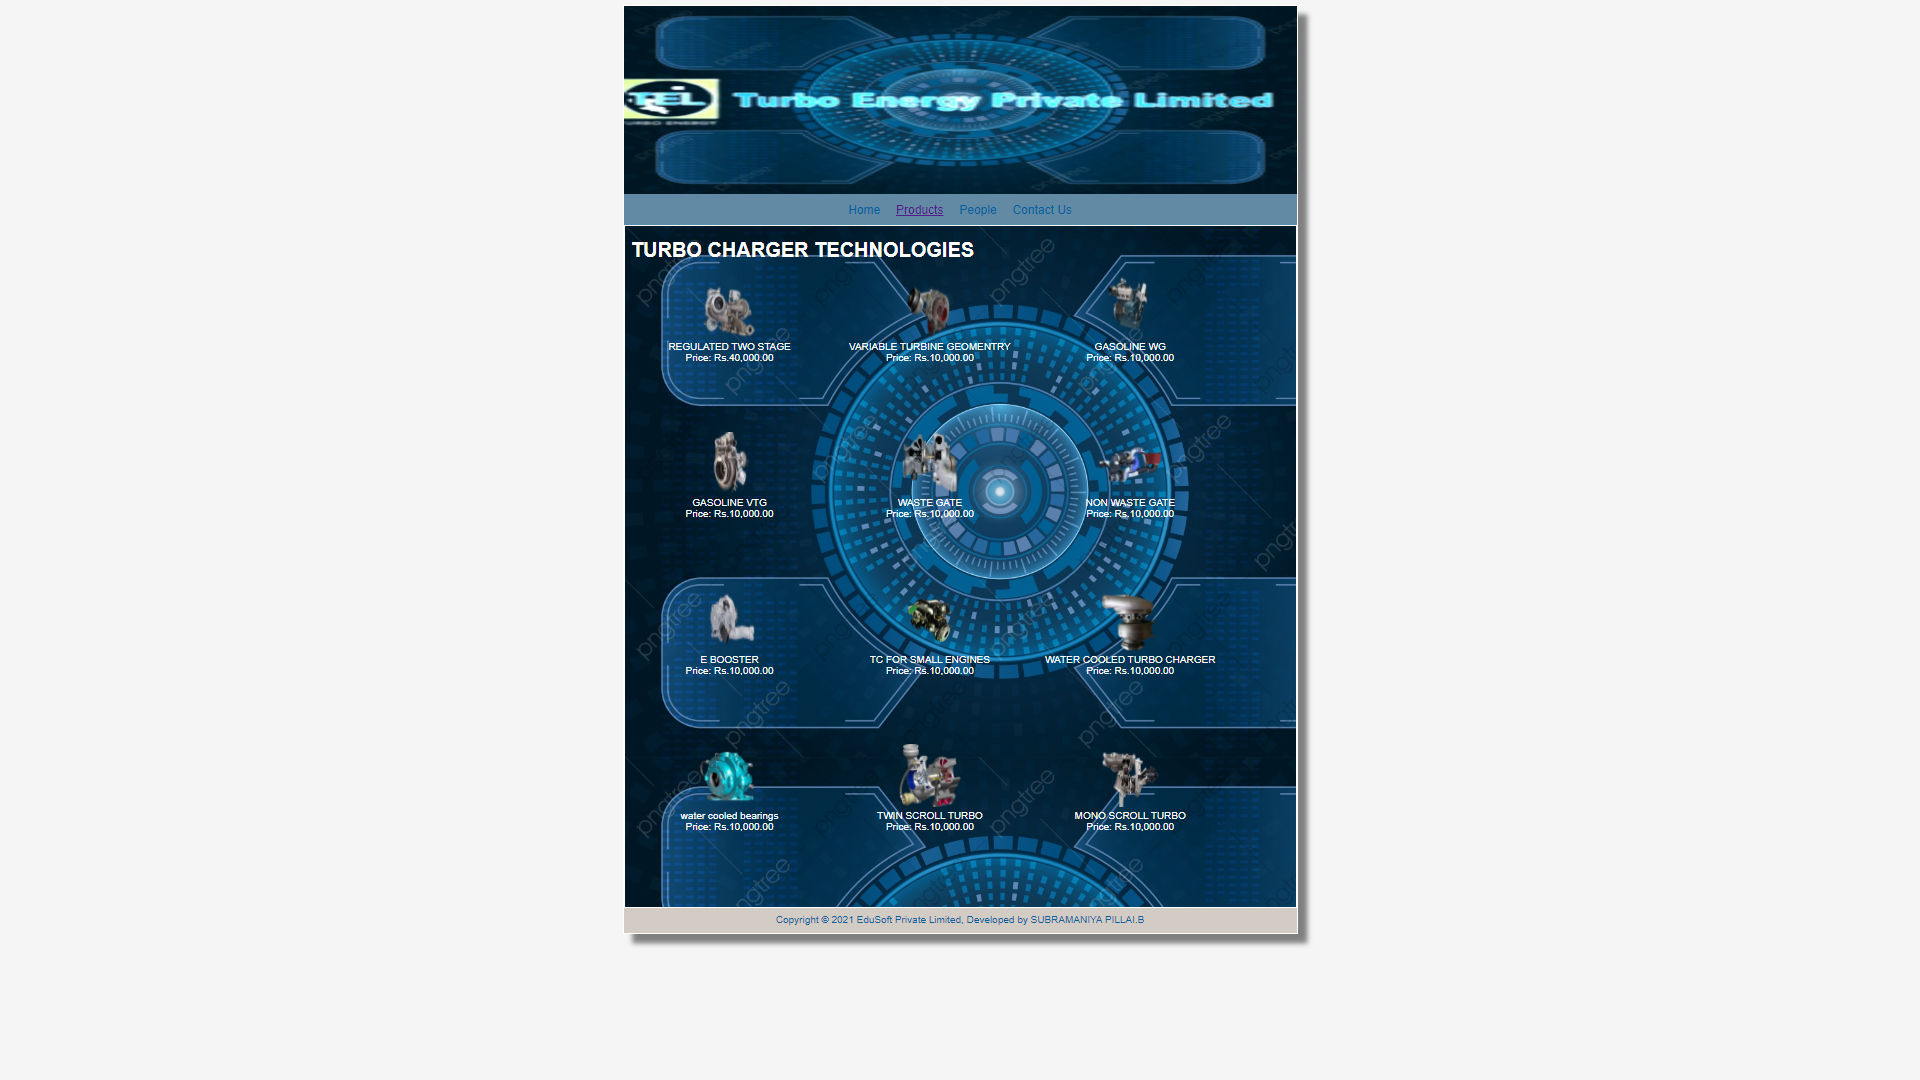 TEL
TURBO ENERGY
Turbo Energy Private Limited
Home Products People Contact Us
TURBO CHARGER TECHNOLOGIES
REGULATED TWO STAGE
Price: Rs.40,000.00
VARIABLE TURBINE GEOMENTRY
Price: Rs.10,000.00
GASOLINE WG
Price: Rs.10,000.00
GASOLINE VTG
Price: Rs.10,000.00
WASTE GATE
Price: Rs.10,000.00
NON WASTE GATE
Price: Rs.10,000.00
E BOOSTER
Price: Rs.10,000.00
TC FOR SMALL ENGINES
Price: Rs.10,000.00
WATER COOLED TURBO CHARGER
Price: Rs.10,000.00
water cooled bearings
Price: Rs.10,000.00
TWIN SCROLL TURBO
Price: Rs.10,000.00
MONO SCROLL TURBO
Price: Rs.10,000.00
Copyright © 2021 EduSoft Private Limited, Developed by SUBRAMANIYA PILLAI.B
pngtree